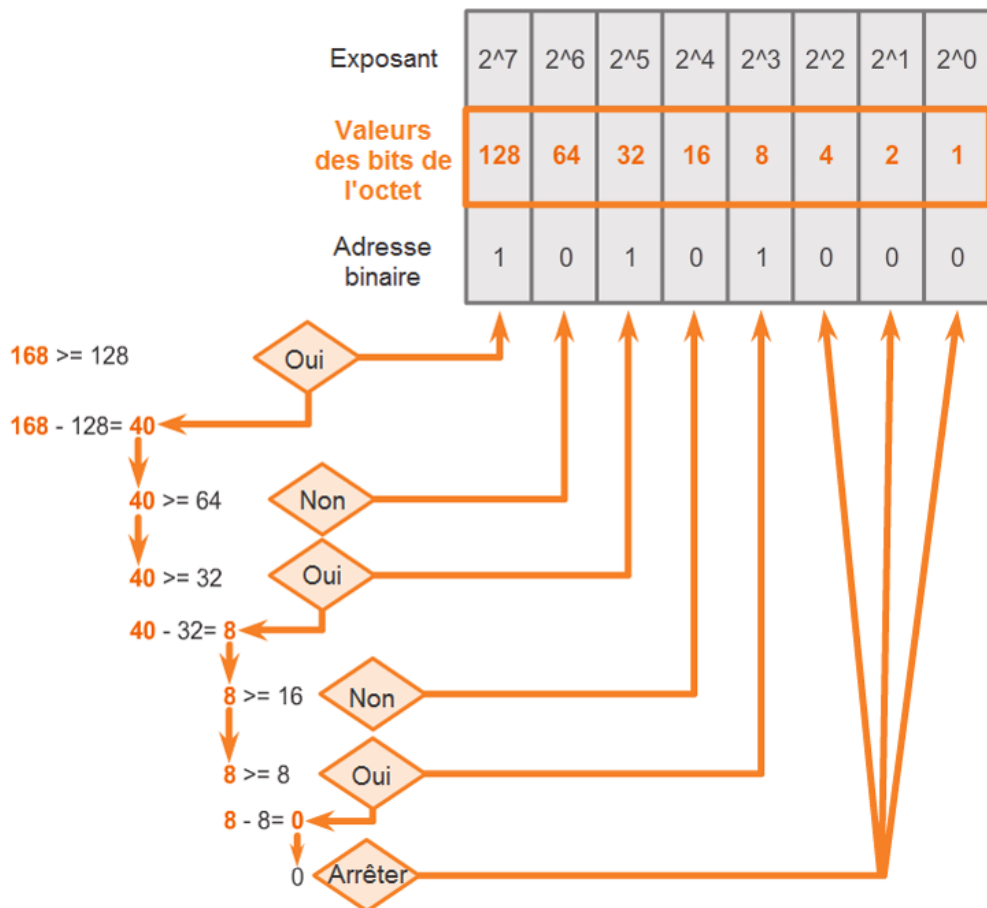 Exposant 2^7 2^6 2^5 2^4 2^3 2^2 2^1 2^0
Valeurs
des bits de
l'octet
128 64 32 16 8 4 2 1
Adresse
binaire
1 0 1 0 1 0 0 0
168 >= 128 Oui
168 - 128= 40
40 >= 64 Non
40 >= 32 Oui
40 - 32= 8
8 >= 16 Non
8 >= 8 Oui
8 - 8= 0
0 Arrêter